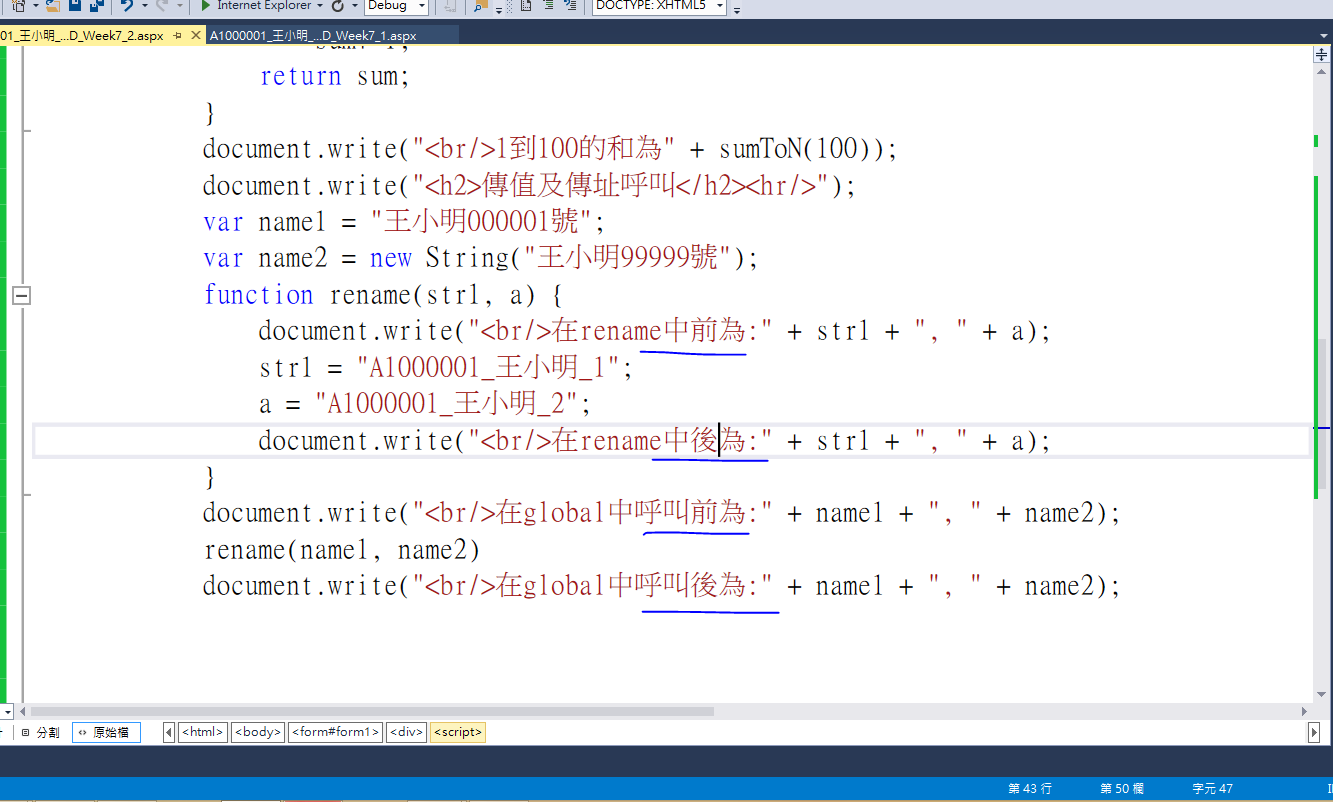 Internet Explorer Debug DOCTYPE: XHTML5
01_王小明_...D_Week7_2.aspx A1000001_王小明_...D_Week7_1.aspx
return sum;
}
document.write("<br/>1到100的和為" + sumToN(100));
document.write("<h2>傳值及傳址呼叫</h2><hr/>");
var name1 = "王小明000001號";
var name2 = new String("王小明99999號");
function rename(str1, a) {
document.write("<br/>在rename中前為:" + str1 + ", " + a);
str1 = "A1000001_王小明_1";
a = "A1000001_王小明_2";
document.write("<br/>在rename中後為:" + str1 + ", " + a);
}
document.write("<br/>在global中呼叫前為:" + name1 + ", " + name2);
rename(name1, name2)
document.write("<br/>在global中呼叫後為:" + name1 + ", " + name2);
分割 原始檔 <html> <body> <form#form1> <div> <script>
第 43 行 第 50 欄 字元 47